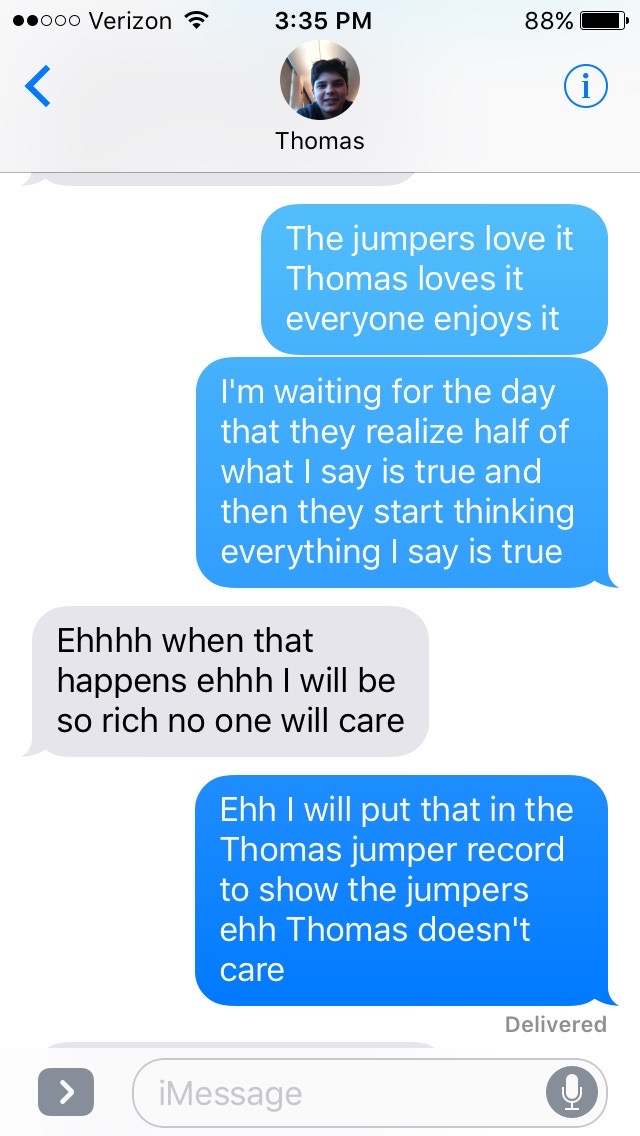 Verizon 3:35 PM 88%
Thomas
The jumpers love it
Thomas loves it
everyone enjoys it
I'm waiting for the day
that they realize half of
what I say is true and
then they start thinking
everything I say is true
Ehhhh when that
happens ehhh I will be
so rich no one will care
Ehh I will put that in the
Thomas jumper record
to show the jumpers
ehh Thomas doesn't
care
Delivered
iMessage